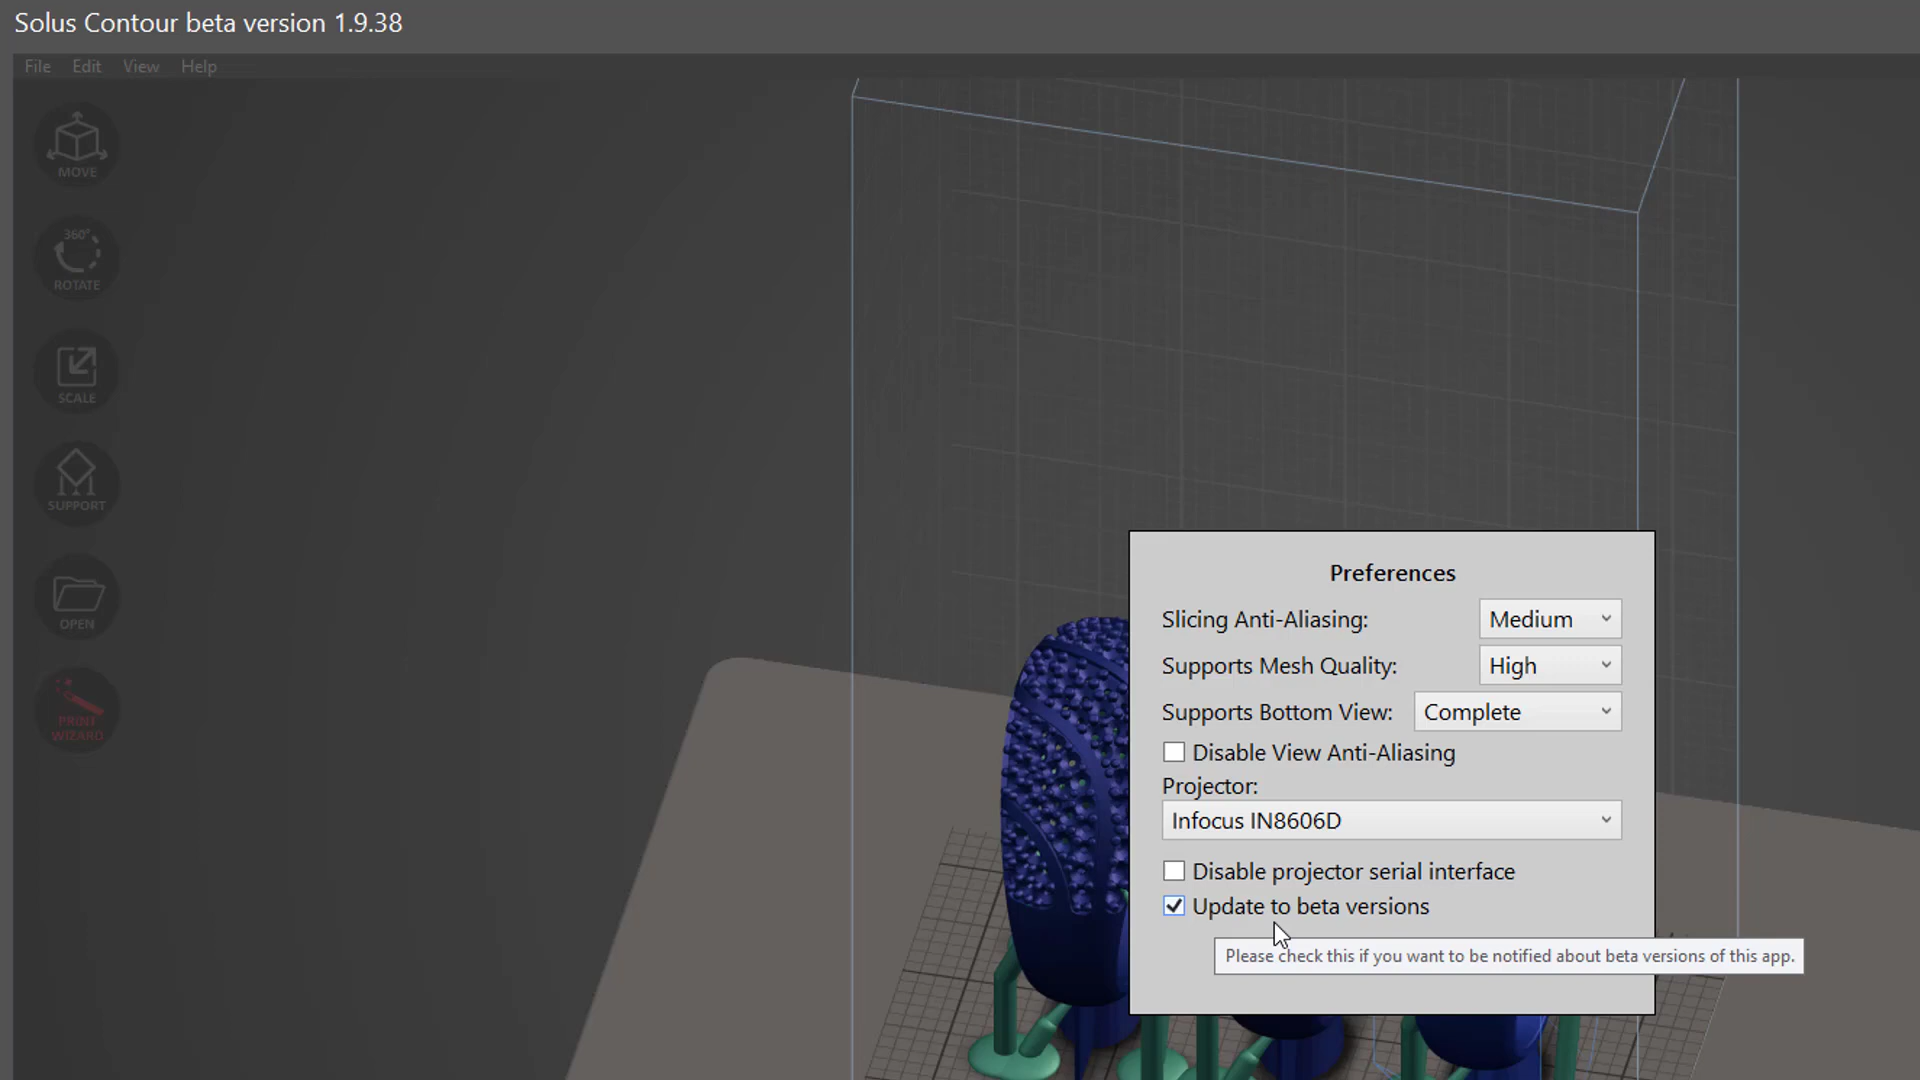 Solus Contour beta version 1.9.38
File Edit View Help
MOVE
360°
ROTATE
SCALE
SUPPORT
OPEN
PRINT
WIZARD
Preferences
Slicing Anti-Aliasing: Medium
Supports Mesh Quality: High
Supports Bottom View: Complete
Disable View Anti-Aliasing
Projector:
Infocus IN8606D
Disable projector serial interface
Update to beta versions
Please check this if you want to be notified about beta versions of this app.